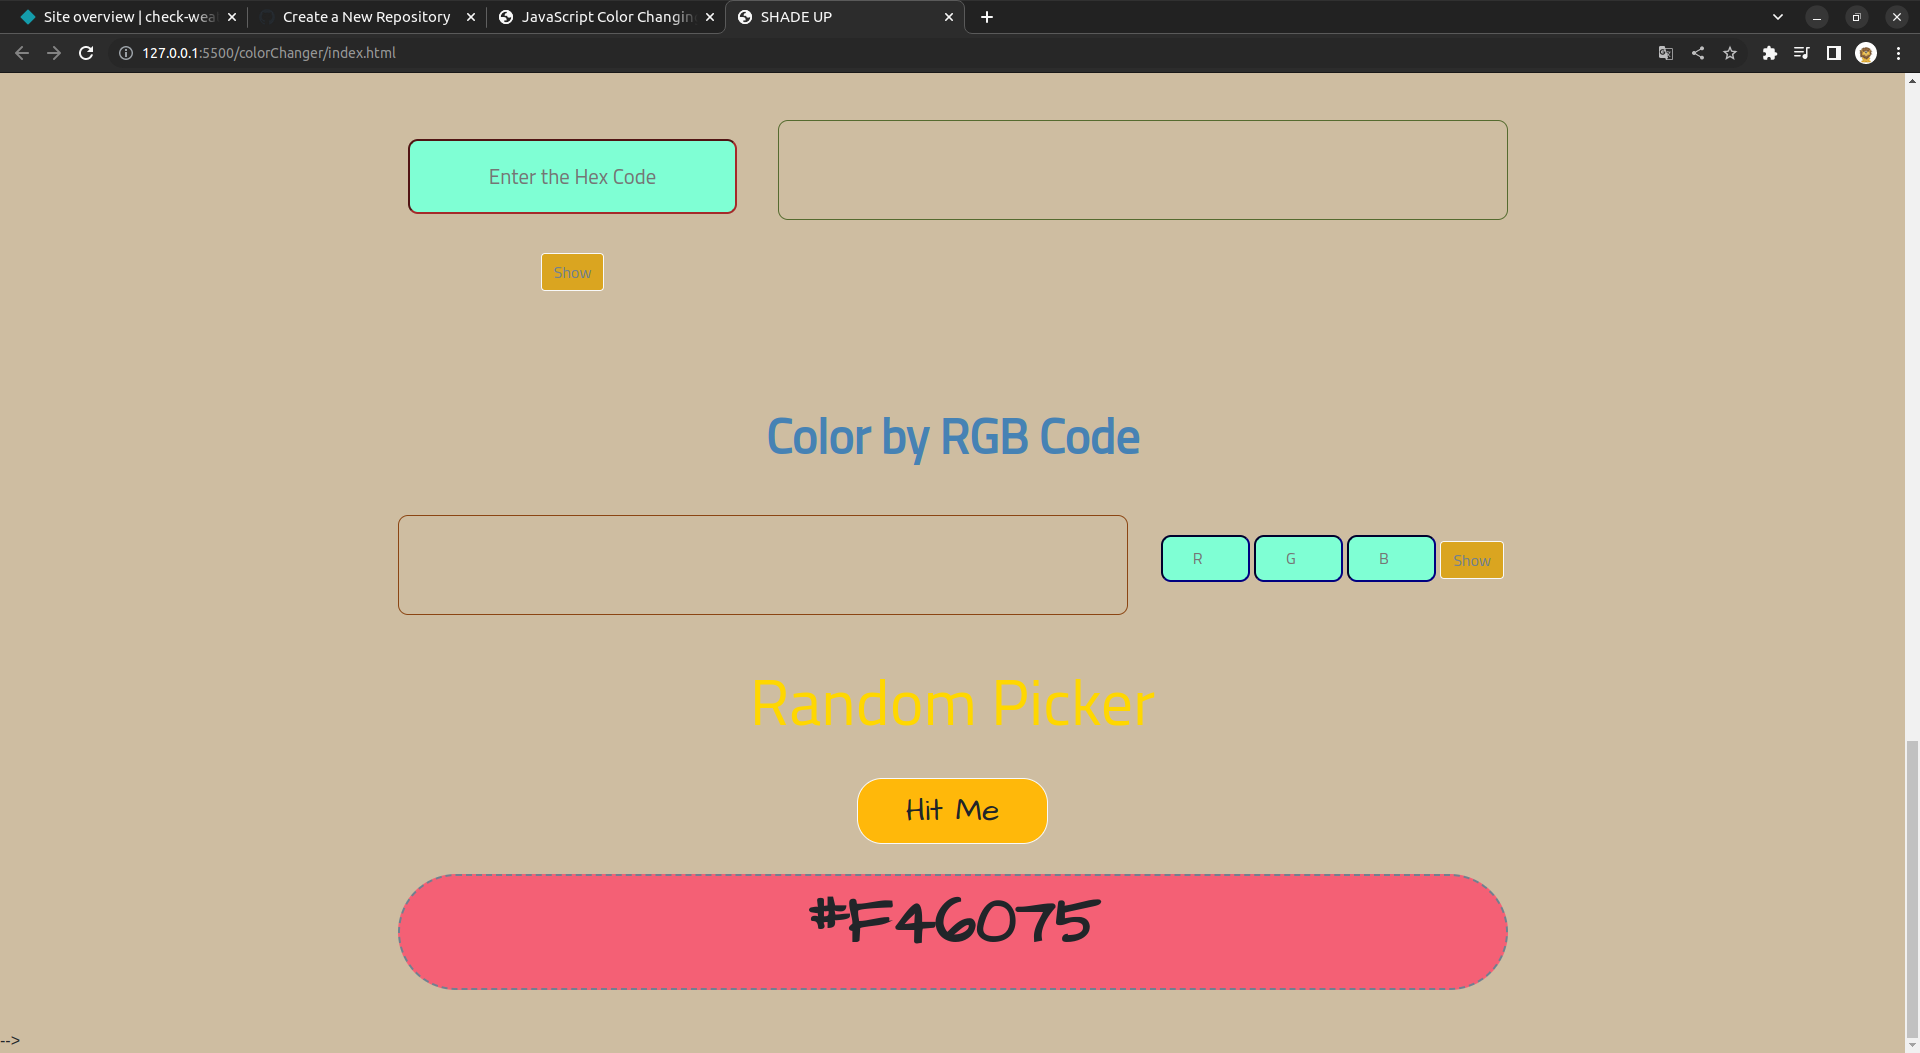 Site overview | check-wea
Create a New Repository
JavaScript Color Changin
SHADE UP
127.0.0.1:5500/colorChanger/index.html
Enter the Hex Code
Show
Color by RGB Code
R G B Show
Random Picker
Hit Me
#F46075
-->